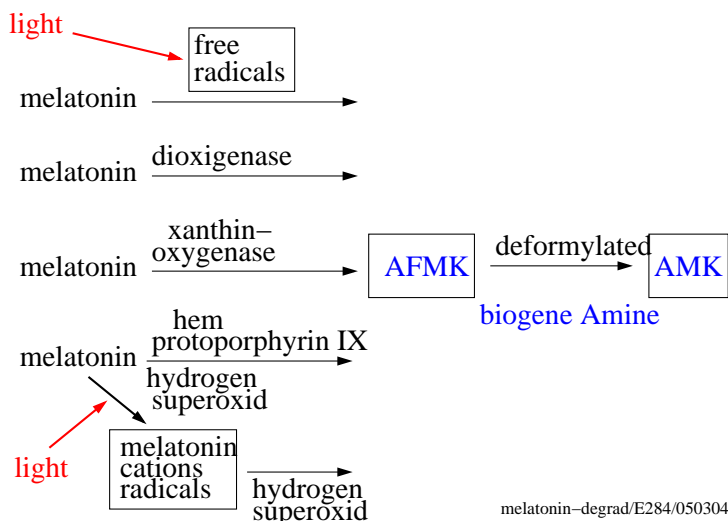 light
free
radicals
melatonin
dioxigenase
melatonin
xanthin−
oxygenase
melatonin
AFMK
deformylated
AMK
biogene Amine
hem
protoporphyrin IX
melatonin
hydrogen
superoxid
light
melatonin
cations
radicals
hydrogen
superoxid
melatonin−degrad/E284/050304